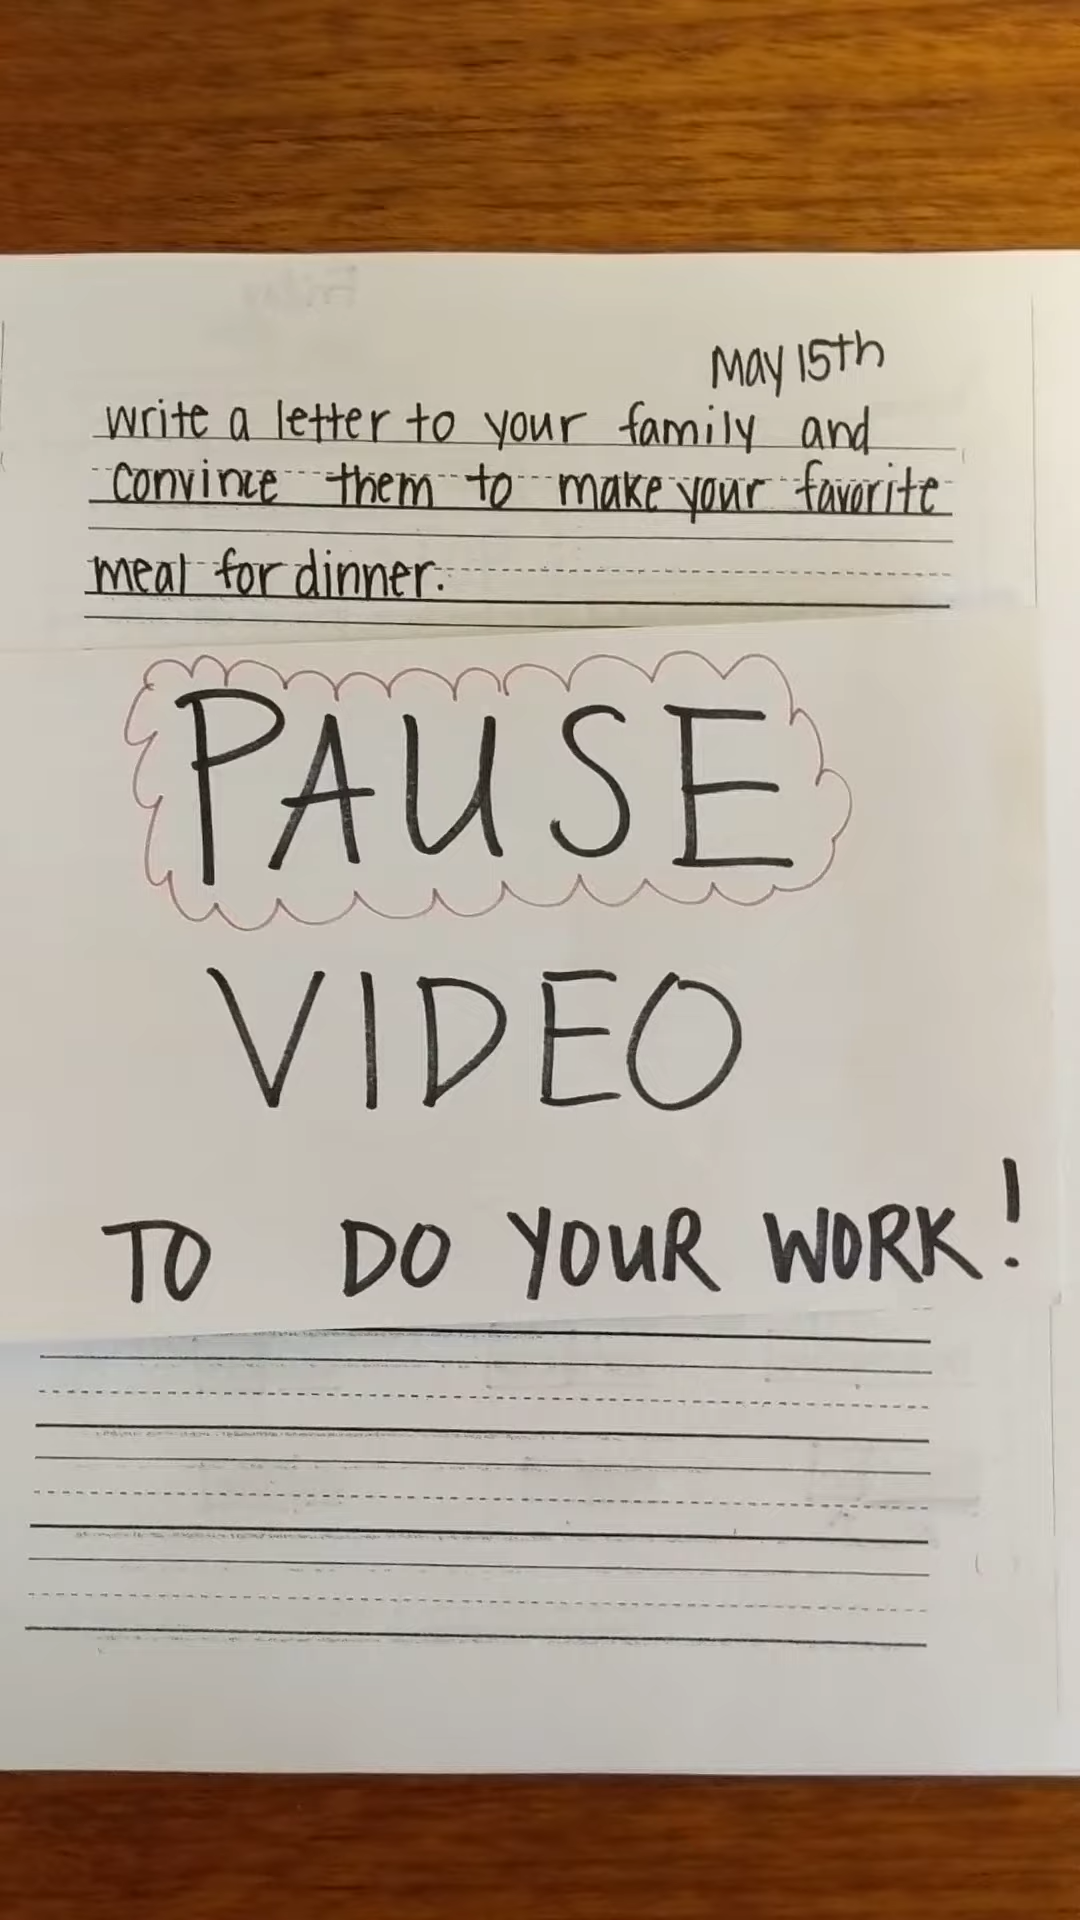 May 15th
write a letter to your family and
convince them to make your favorite
meal for dinner.
PAUSE
VIDEO
TO DO YOUR WORK!